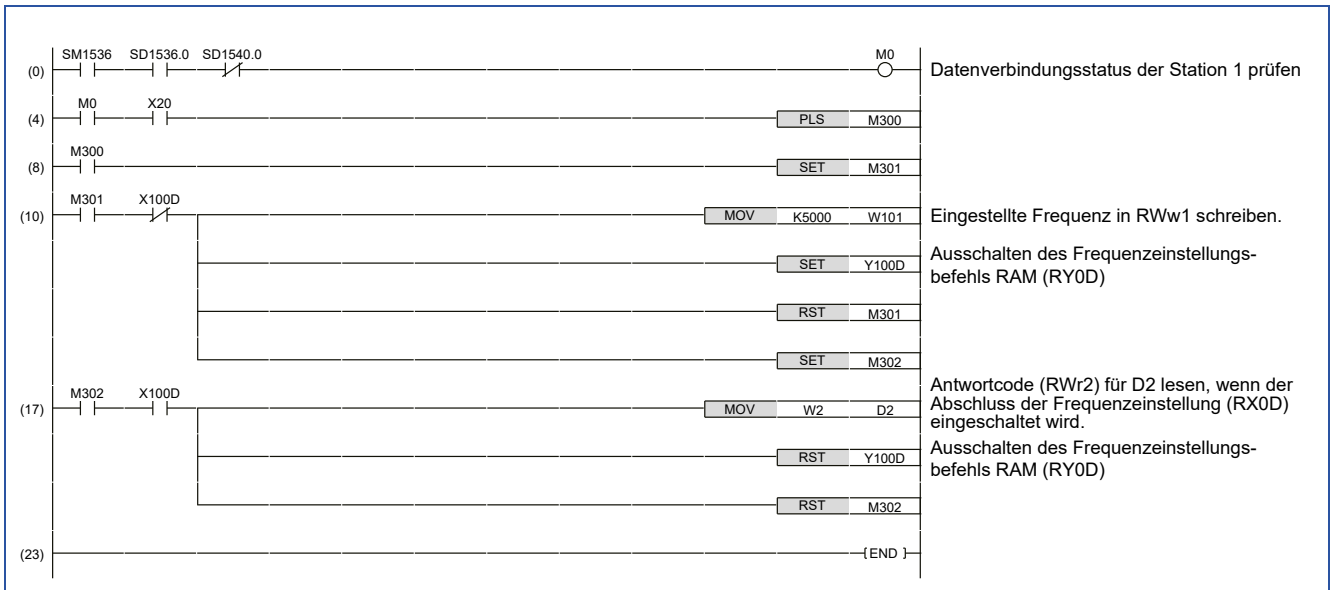 SM1536 SD1536.0 SD1540.0 M0
(0) Datenverbindungsstatus der Station 1 prüfen
M0 X20
(4) PLS M300
M300
(8) SET M301
M301 X100D
(10) MOV K5000 W101 Eingestellte Frequenz in RWw1 schreiben.
SET Y100D Ausschalten des Frequenzeinstellungs-
befehls RAM (RY0D)
RST M301
SET M302
M302 X100D
(17) MOV W2 D2 Antwortcode (RWr2) für D2 lesen, wenn der
Abschluss der Frequenzeinstellung (RX0D)
eingeschaltet wird.
RST Y100D Ausschalten des Frequenzeinstellungs-
befehls RAM (RY0D)
RST M302
(23) END